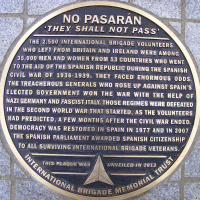 NO PASARÁN
'THEY SHALL NOT PASS'
THE 2,500 INTERNATIONAL BRIGADE VOLUNTEERS
WHO LEFT FROM BRITAIN AND IRELAND WERE AMONG
35,000 MEN AND WOMEN FROM 53 COUNTRIES WHO WENT
TO THE AID OF THE SPANISH REPUBLIC DURING THE SPANISH
CIVIL WAR OF 1936-1939. THEY FACED ENORMOUS ODDS.
THE TREACHEROUS GENERALS WHO ROSE UP AGAINST SPAIN'S
ELECTED GOVERNMENT WON THE WAR WITH THE HELP OF
NAZI GERMANY AND FASCIST ITALY. THOSE REGIMES WERE DEFEATED
IN THE SECOND WORLD WAR THAT STARTED, AS THE VOLUNTEERS
HAD PREDICTED, A FEW MONTHS AFTER THE CIVIL WAR ENDED.
DEMOCRACY WAS RESTORED IN SPAIN IN 1977 AND IN 2007
THE SPANISH PARLIAMENT AWARDED SPANISH CITIZENSHIP
TO ALL SURVIVING INTERNATIONAL BRIGADE VETERANS.
THIS PLAQUE WAS UNVEILED IN 2012
INTERNATIONAL BRIGADE MEMORIAL TRUST